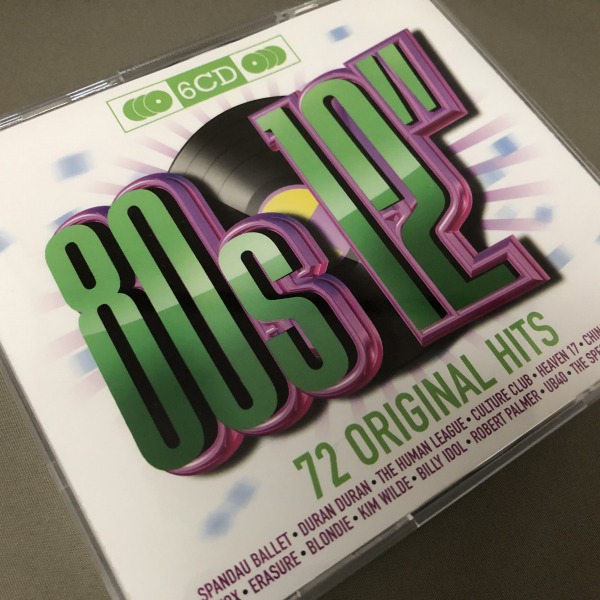 6CD
80s 12"
72 ORIGINAL HITS
SPANDAU BALLET • DURAN DURAN • THE HUMAN LEAGUE • CULTURE CLUB • HEAVEN 17 •
ERASURE • BLONDIE • KIM WILDE • BILLY IDOL • ROBERT PALMER • UB40 • THE